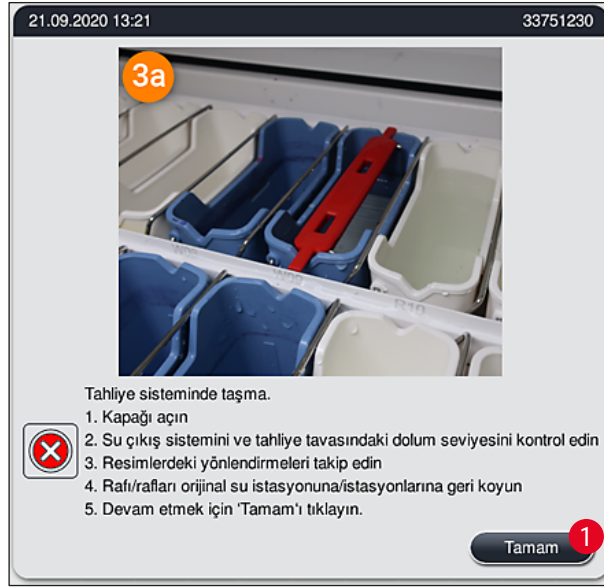 21.09.2020 13:21 33751230
3a
W09
R10
Tahliye sisteminde taşma.
1. Kapağı açın
2. Su çıkış sistemini ve tahliye tavasındaki dolum seviyesini kontrol edin
3. Resimlerdeki yönlendirmeleri takip edin
4. Rafı/rafları orijinal su istasyonuna/istasyonlarına geri koyun
5. Devam etmek için 'Tamam'ı tıklayın.
Tamam 1